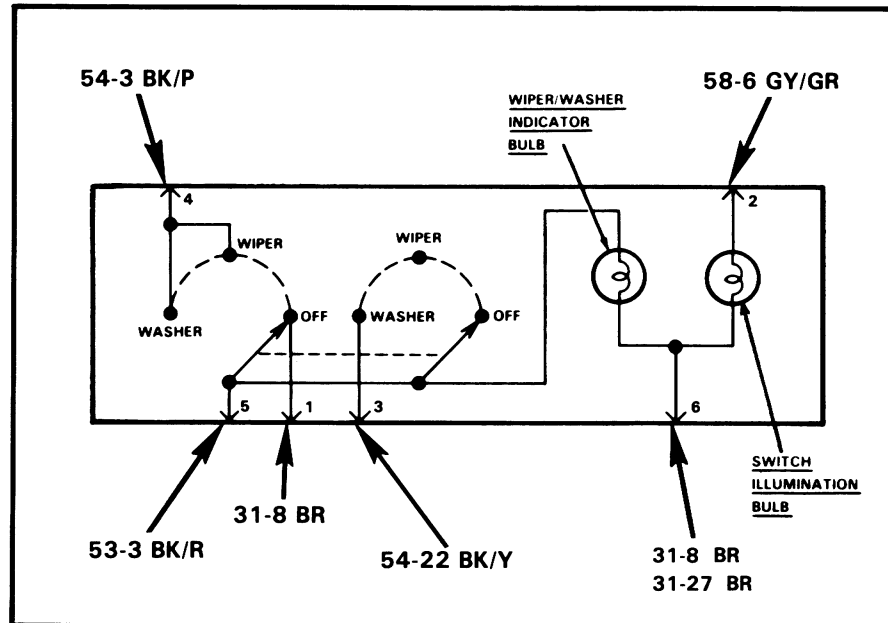 54-3 BK/P
58-6 GY/GR
WIPER/WASHER
INDICATOR
BULB
4
2
WIPER
WIPER
WASHER
OFF
WASHER
OFF
5
1
3
6
53-3 BK/R
31-8 BR
54-22 BK/Y
31-8 BR
31-27 BR
SWITCH
ILLUMINATION
BULB